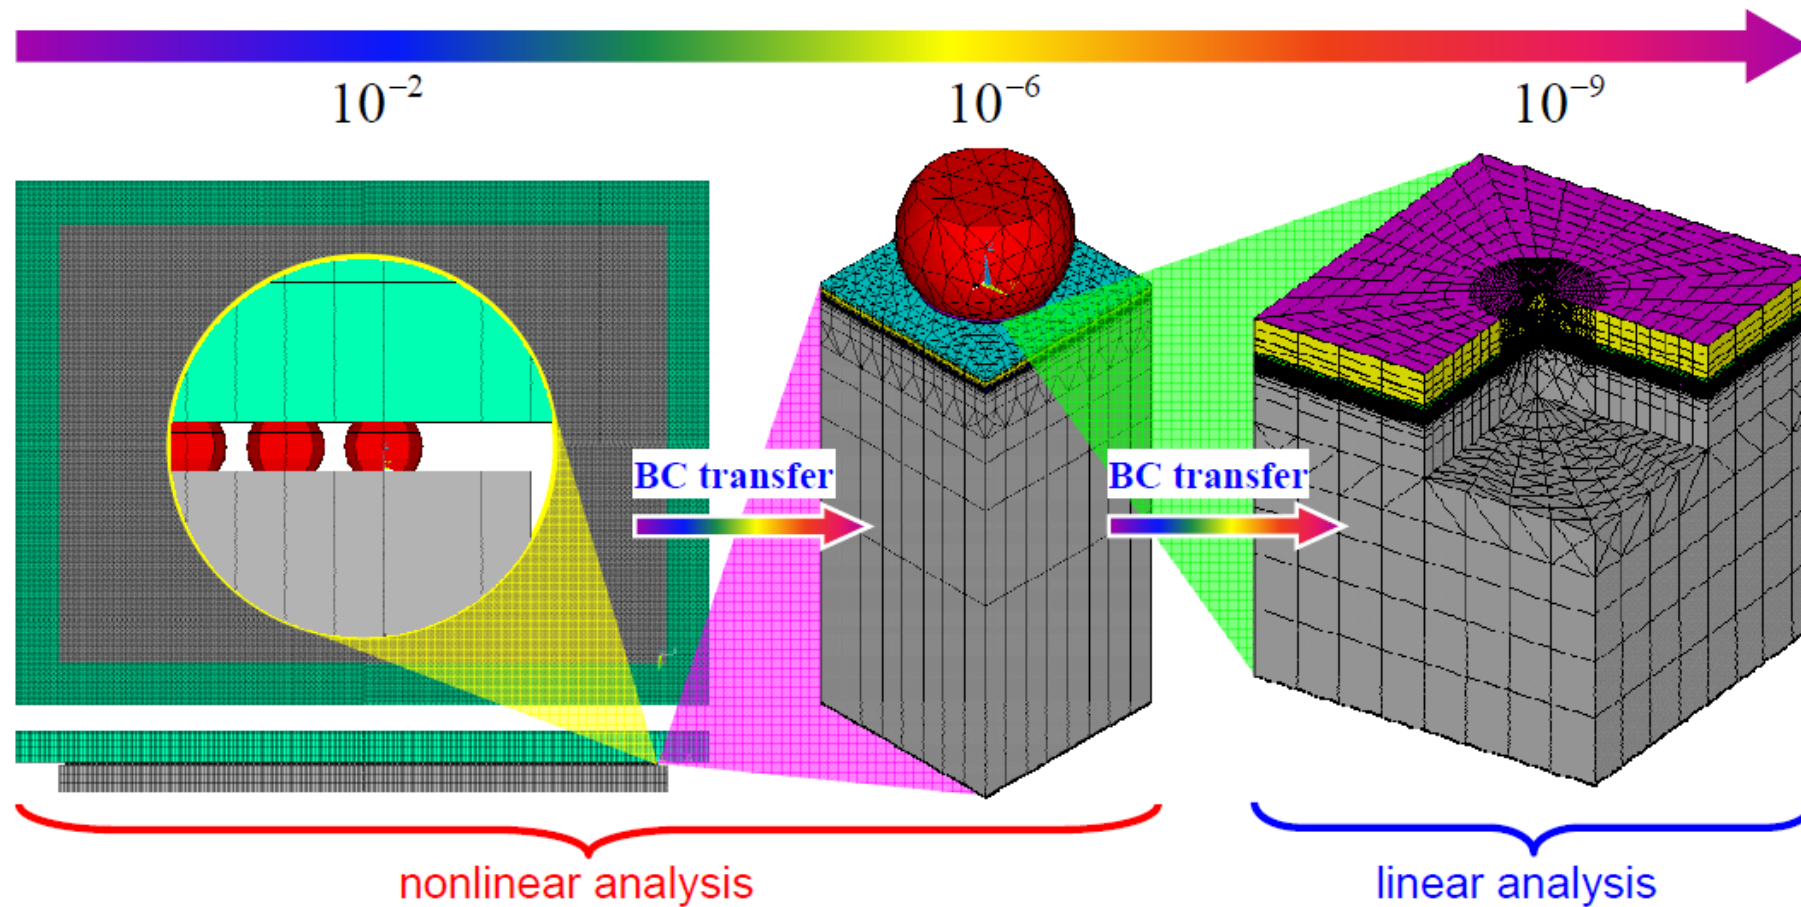 10⁻² 10⁻⁶ 10⁻⁹
BC transfer BC transfer
nonlinear analysis linear analysis